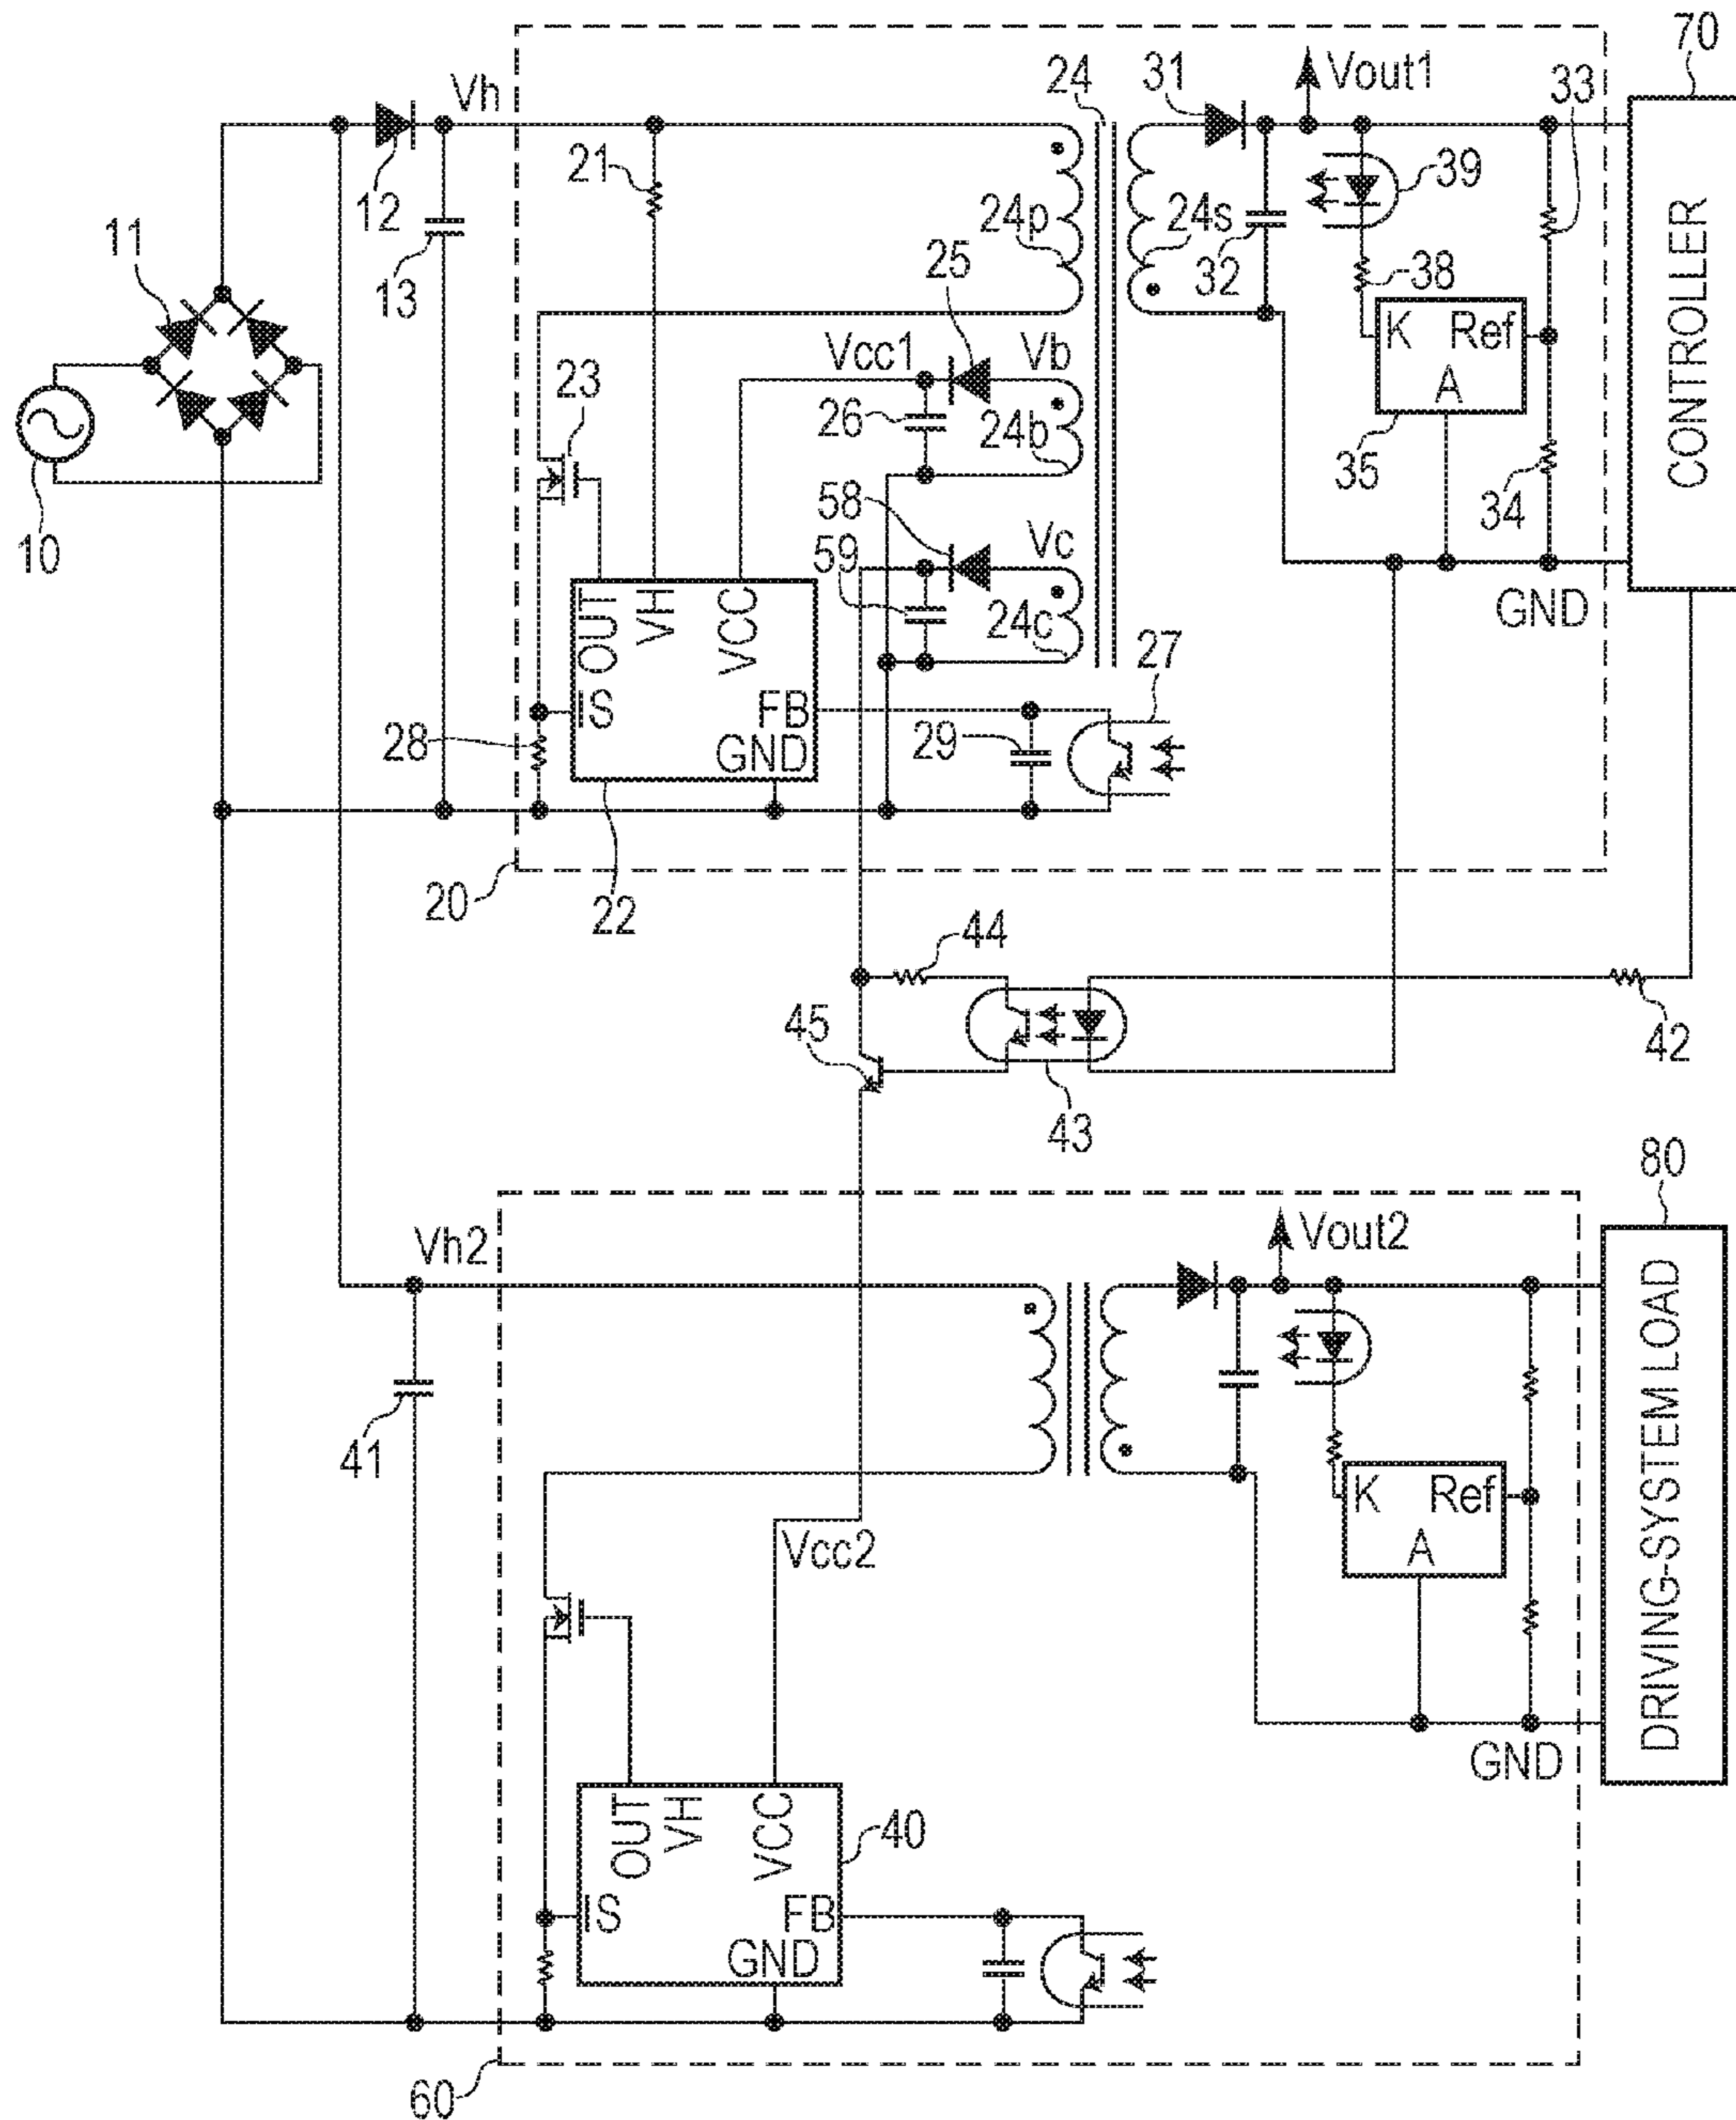 70
24
31
Vout1
33
Vh
21
39
12
24p
24s
32
38
11
13
25
K Ref
A
CONTROLLER
Vcc1
Vb
23
26
24b
35
34
58
Vc
10
59
24c
GND
OUT
VH
VCC
27
IS
FB
28
GND
29
20
22
44
45
42
43
80
Vh2
Vout2
41
K Ref
A
DRIVING-SYSTEM LOAD
Vcc2
GND
OUT
VH
VCC
40
IS
FB
GND
60